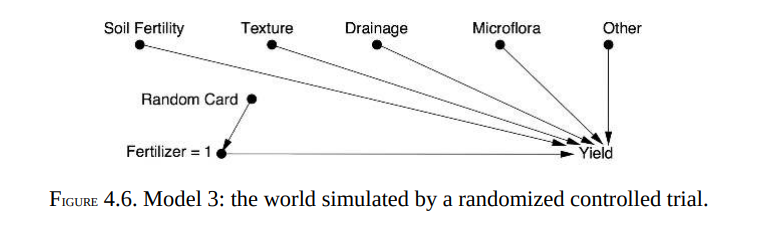 Soil Fertility Texture Drainage Microflora Other
Random Card
Fertilizer = 1 Yield
FIGURE 4.6. Model 3: the world simulated by a randomized controlled trial.